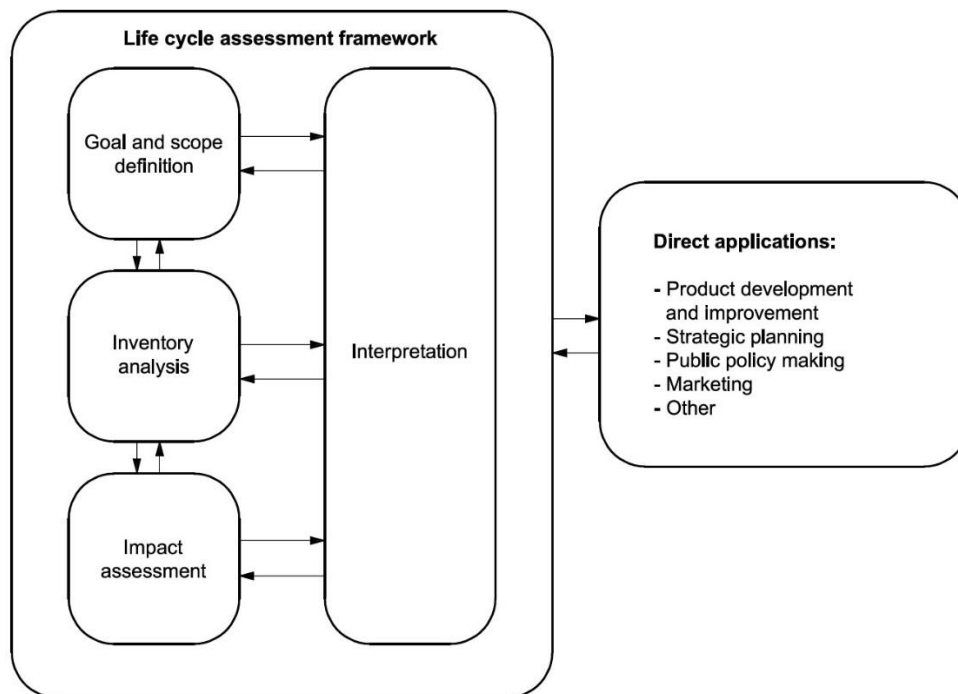 Life cycle assessment framework
Goal and scope
definition
Inventory
analysis
Impact
assessment
Interpretation
Direct applications:
- Product development
and improvement
- Strategic planning
- Public policy making
- Marketing
- Other